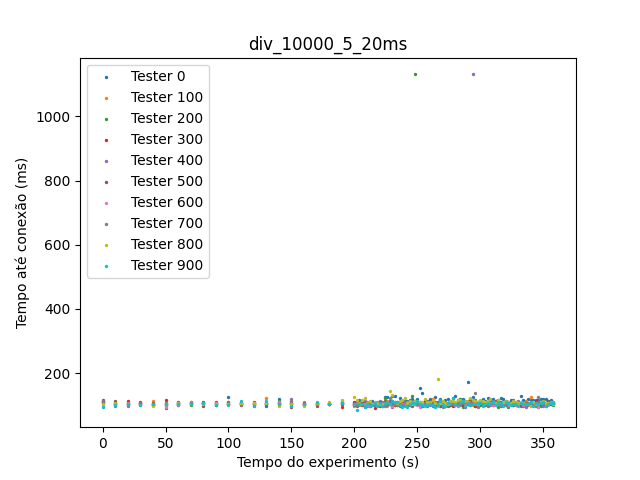 div_10000_5_20ms
Tester 0
Tester 100
Tester 200
Tester 300
Tester 400
Tester 500
Tester 600
Tester 700
Tester 800
Tester 900
1000
800
600
400
200
Tempo até conexão (ms)
0 50 100 150 200 250 300 350
Tempo do experimento (s)